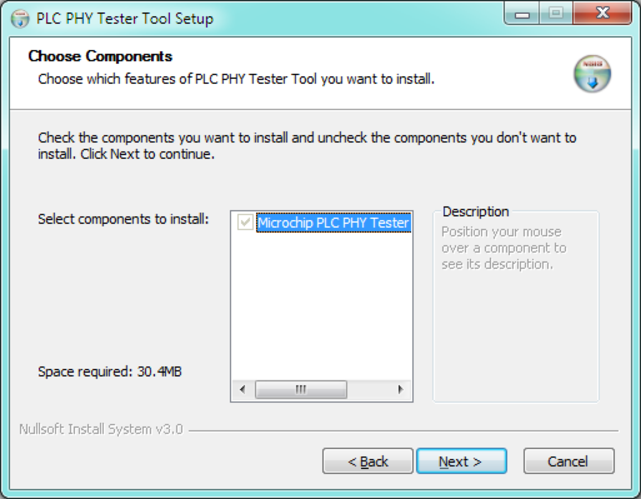 PLC PHY Tester Tool Setup
Choose Components
Choose which features of PLC PHY Tester Tool you want to install.
Check the components you want to install and uncheck the components you don't want to
install. Click Next to continue.
Select components to install:
Microchip PLC PHY Tester
Description
Position your mouse
over a component to
see its description.
Space required: 30.4MB
Nullsoft Install System v3.0
< Back
Next >
Cancel